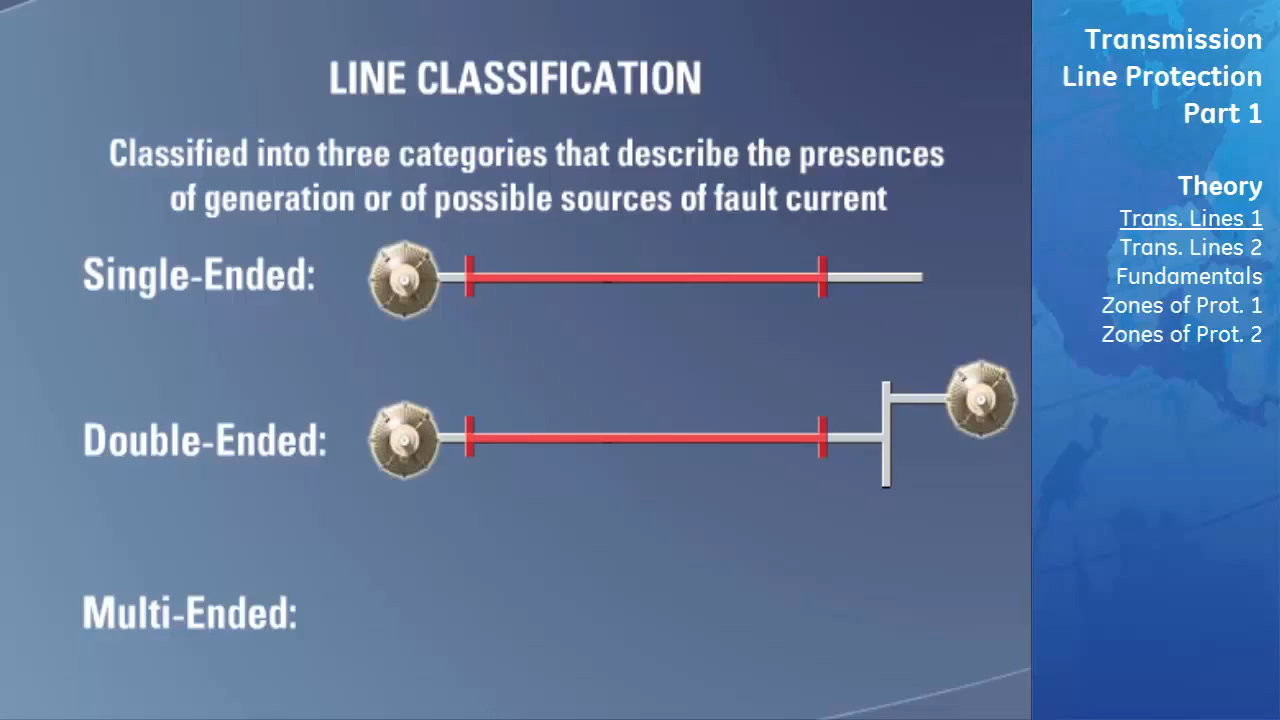 LINE CLASSIFICATION
Classified into three categories that describe the presences
of generation or of possible sources of fault current
Single-Ended:
Double-Ended:
Multi-Ended:
Transmission
Line Protection
Part 1
Theory
Trans. Lines 1
Trans. Lines 2
Fundamentals
Zones of Prot. 1
Zones of Prot. 2